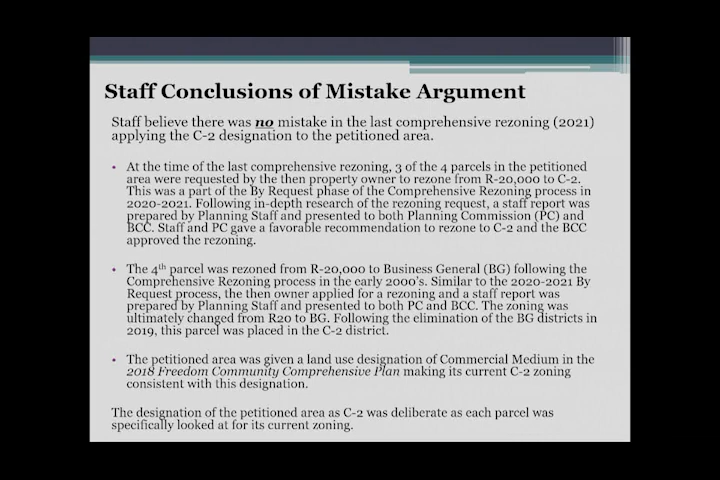 Staff Conclusions of Mistake Argument
Staff believe there was no mistake in the last comprehensive rezoning (2021)
applying the C-2 designation to the petitioned area.
• At the time of the last comprehensive rezoning, 3 of the 4 parcels in the petitioned
area were requested by the then property owner to rezone from R-20,000 to C-2.
This was a part of the By Request phase of the Comprehensive Rezoning process in
2020-2021. Following in-depth research of the rezoning request, a staff report was
prepared by Planning Staff and presented to both Planning Commission (PC) and
BCC. Staff and PC gave a favorable recommendation to rezone to C-2 and the BCC
approved the rezoning.
• The 4th parcel was rezoned from R-20,000 to Business General (BG) following the
Comprehensive Rezoning process in the early 2000's. Similar to the 2020-2021 By
Request process, the then owner applied for a rezoning and a staff report was
prepared by Planning Staff and presented to both PC and BCC. The zoning was
ultimately changed from R20 to BG. Following the elimination of the BG districts in
2019, this parcel was placed in the C-2 district.
• The petitioned area was given a land use designation of Commercial Medium in the
2018 Freedom Community Comprehensive Plan making its current C-2 zoning
consistent with this designation.
The designation of the petitioned area as C-2 was deliberate as each parcel was
specifically looked at for its current zoning.